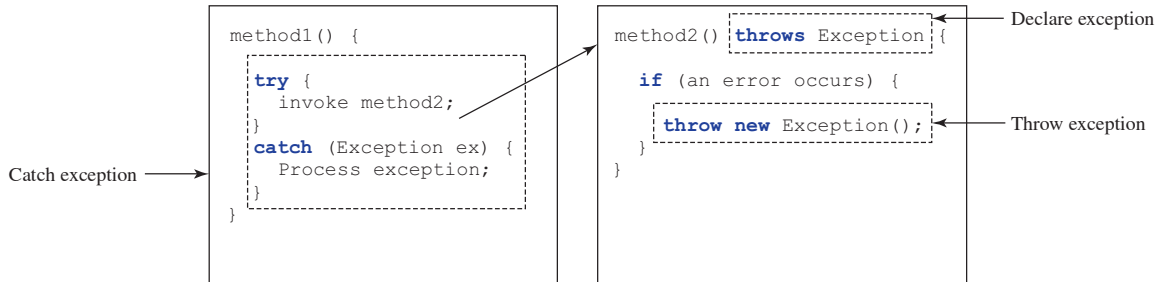 method1() {
try {
invoke method2;
}
catch (Exception ex) {
Process exception;
}
}
Catch exception
method2() throws Exception {
if (an error occurs) {
throw new Exception();
}
}
Declare exception
Throw exception